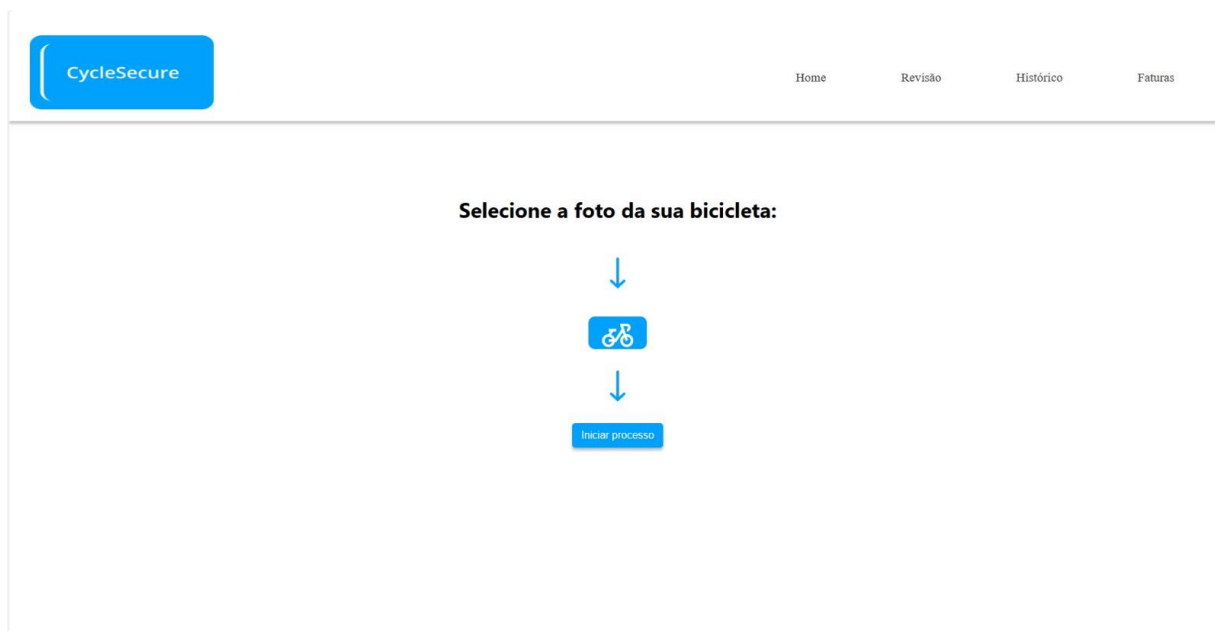 CycleSecure
Home Revisão Histórico Faturas
Selecione a foto da sua bicicleta:
Iniciar processo